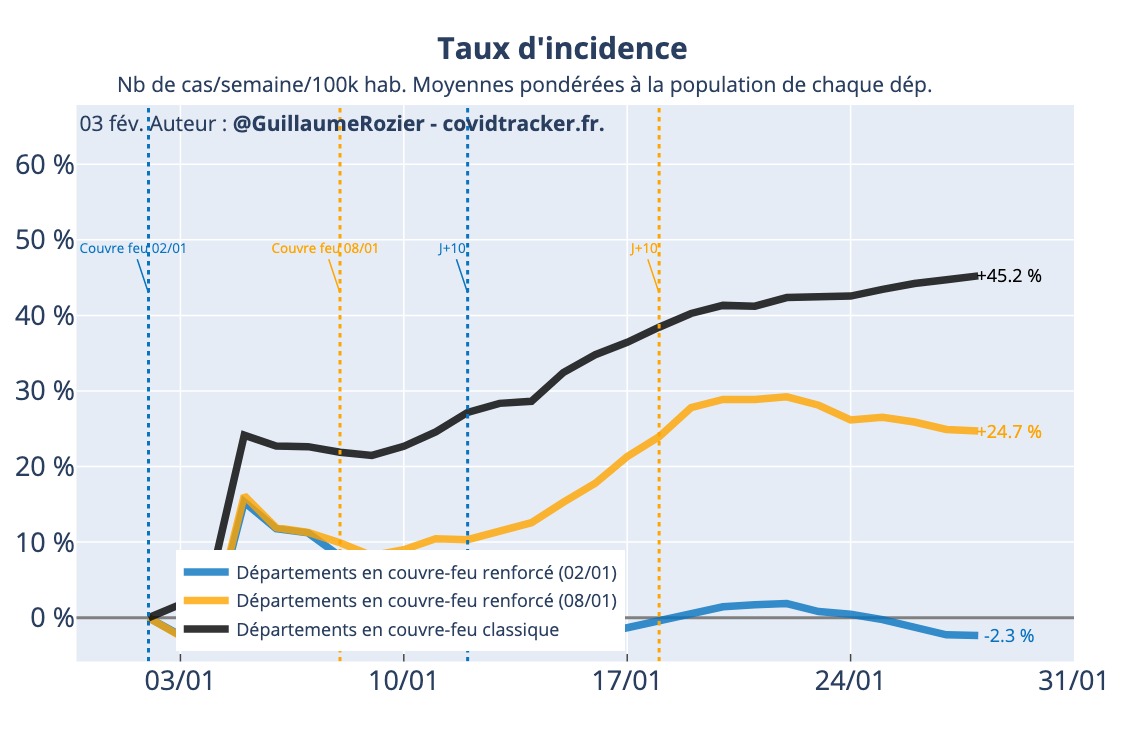 Taux d'incidence
Nb de cas/semaine/100k hab. Moyennes pondérées à la population de chaque dép.
03 fév. Auteur : @GuillaumeRozier - covidtracker.fr.
60 %
50 %
Couvre feu 02/01
Couvre feu 08/01
J+10
J+10
40 %
+45.2 %
30 %
+24.7 %
20 %
10 %
Départements en couvre-feu renforcé (02/01)
Départements en couvre-feu renforcé (08/01)
Départements en couvre-feu classique
0 %
-2.3 %
03/01
10/01
17/01
24/01
31/01